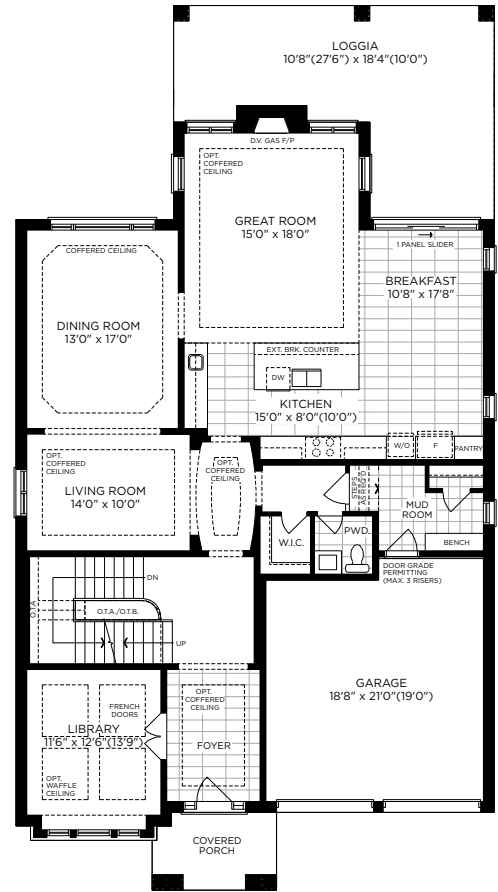 LOGGIA
10'8"(27'6") x 18'4"(10'0")
D.V. GAS F/P
OPT.
COFFERED
CEILING
GREAT ROOM
15'0" x 18'0"
COFFERED CEILING
DINING ROOM
13'0" x 17'0"
1 PANEL SLIDER
BREAKFAST
10'8" x 17'8"
EXT. BRK. COUNTER
DW
KITCHEN
15'0" x 8'0"(10'0")
W/O
F
PANTRY
OPT.
COFFERED
CEILING
LIVING ROOM
14'0" x 10'0"
OPT.
COFFERED
CEILING
STEPS
AS REQ'D
MUD
ROOM
BENCH
W.I.C.
PWD.
DOOR GRADE
PERMITTING
(MAX. 3 RISERS)
DN
O.T.A.
O.T.A./O.T.B.
UP
GARAGE
18'8" x 21'0"(19'0")
FRENCH
DOORS
LIBRARY
11'6" x 12'6"(13'9")
OPT.
WAFFLE
CEILING
OPT.
COFFERED
CEILING
FOYER
COVERED
PORCH